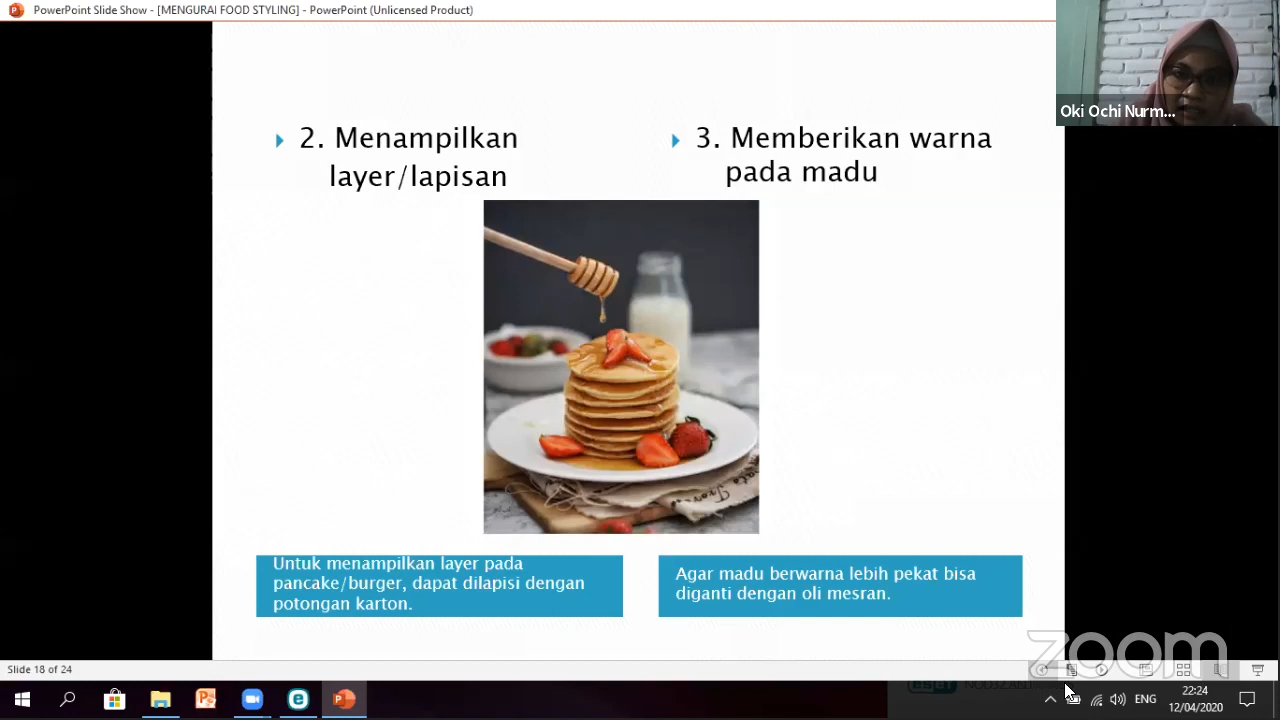 PowerPoint Slide Show - [MENGURAI FOOD STYLING] - PowerPoint (Unlicensed Product)
Oki Ochi Nurm...
2. Menampilkan
layer/lapisan
3. Memberikan warna
pada madu
Untuk menampilkan layer pada
pancake/burger, dapat dilapisi dengan
potongan karton.
Agar madu berwarna lebih pekat bisa
diganti dengan oli mesran.
zoom
Slide 18 of 24
ENG
22:24
12/04/2020